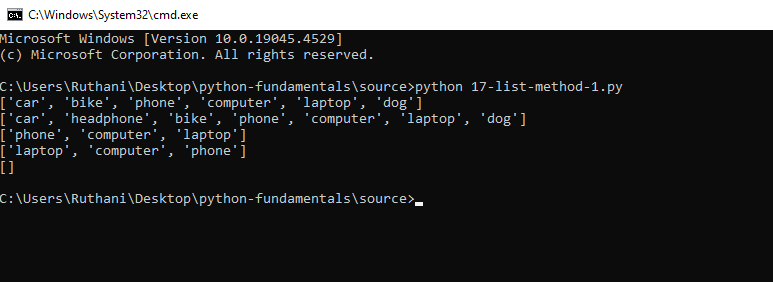 C:\Windows\System32\cmd.exe
Microsoft Windows [Version 10.0.19045.4529]
(c) Microsoft Corporation. All rights reserved.
C:\Users\Ruthani\Desktop\python-fundamentals\source>python 17-list-method-1.py
['car', 'bike', 'phone', 'computer', 'laptop', 'dog']
['car', 'headphone', 'bike', 'phone', 'computer', 'laptop', 'dog']
['phone', 'computer', 'laptop']
['laptop', 'computer', 'phone']
[]
C:\Users\Ruthani\Desktop\python-fundamentals\source>